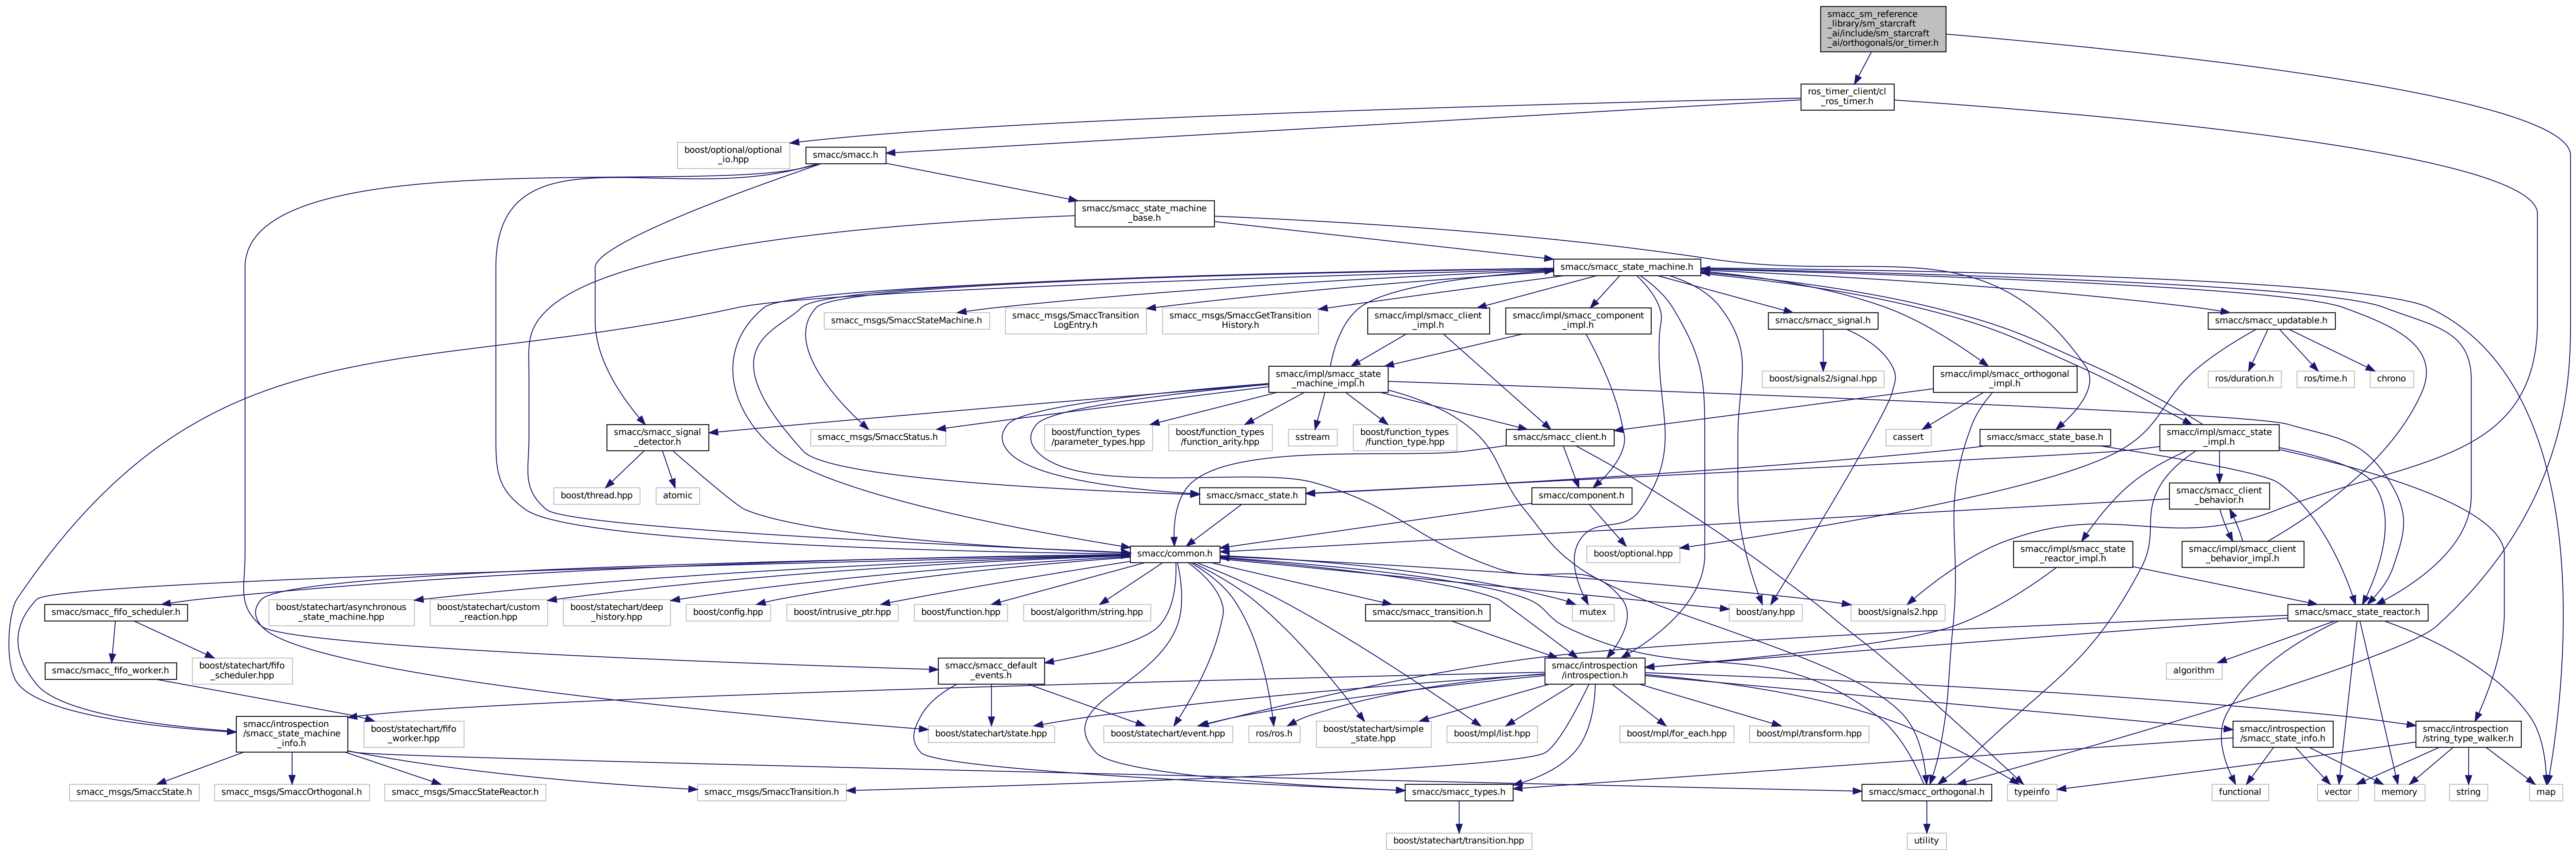 smacc_sm_reference
_library/sm_starcraft
_ai/include/sm_starcraft
_ai/orthogonals/or_timer.h
ros_timer_client/cl
_ros_timer.h
boost/optional/optional
_io.hpp
smacc/smacc.h
smacc/smacc_state_machine
_base.h
smacc/smacc_state_machine.h
smacc_msgs/SmaccStateMachine.h
smacc_msgs/SmaccTransition
LogEntry.h
smacc_msgs/SmaccGetTransition
History.h
smacc/impl/smacc_client
_impl.h
smacc/impl/smacc_component
_impl.h
smacc/smacc_signal.h
smacc/smacc_updatable.h
smacc/impl/smacc_state
_machine_impl.h
boost/signals2/signal.hpp
smacc/impl/smacc_orthogonal
_impl.h
ros/duration.h
ros/time.h
chrono
smacc/smacc_signal
_detector.h
smacc_msgs/SmaccStatus.h
boost/function_types
/parameter_types.hpp
boost/function_types
/function_arity.hpp
sstream
boost/function_types
/function_type.hpp
smacc/smacc_client.h
cassert
smacc/smacc_state_base.h
smacc/impl/smacc_state
_impl.h
boost/thread.hpp
atomic
smacc/smacc_state.h
smacc/component.h
smacc/smacc_client
_behavior.h
smacc/common.h
boost/optional.hpp
smacc/impl/smacc_state
_reactor_impl.h
smacc/impl/smacc_client
_behavior_impl.h
smacc/smacc_fifo_scheduler.h
boost/statechart/asynchronous
_state_machine.hpp
boost/statechart/custom
_reaction.hpp
boost/statechart/deep
_history.hpp
boost/config.hpp
boost/intrusive_ptr.hpp
boost/function.hpp
boost/algorithm/string.hpp
smacc/smacc_transition.h
mutex
boost/any.hpp
boost/signals2.hpp
smacc/smacc_state_reactor.h
smacc/smacc_fifo_worker.h
boost/statechart/fifo
_scheduler.hpp
smacc/smacc_default
_events.h
smacc/introspection
/introspection.h
algorithm
smacc/introspection
/smacc_state_machine
_info.h
boost/statechart/fifo
_worker.hpp
boost/statechart/state.hpp
boost/statechart/event.hpp
ros/ros.h
boost/statechart/simple
_state.hpp
boost/mpl/list.hpp
boost/mpl/for_each.hpp
boost/mpl/transform.hpp
smacc/introspection
/smacc_state_info.h
smacc/introspection
/string_type_walker.h
smacc_msgs/SmaccState.h
smacc_msgs/SmaccOrthogonal.h
smacc_msgs/SmaccStateReactor.h
smacc_msgs/SmaccTransition.h
smacc/smacc_types.h
smacc/smacc_orthogonal.h
typeinfo
functional
vector
memory
string
map
boost/statechart/transition.hpp
utility